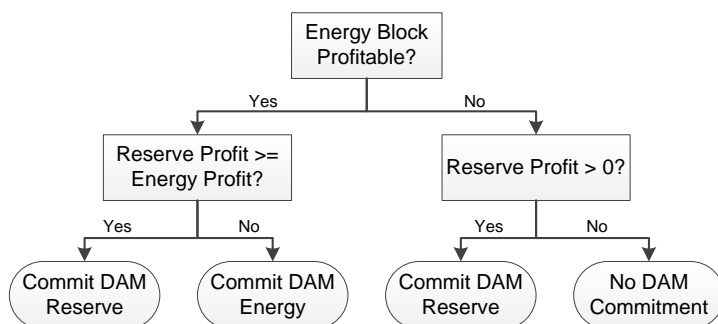 Energy Block
Profitable?
Yes
No
Reserve Profit >=
Energy Profit?
Reserve Profit > 0?
Yes
No
Yes
No
Commit DAM
Reserve
Commit DAM
Energy
Commit DAM
Reserve
No DAM
Commitment